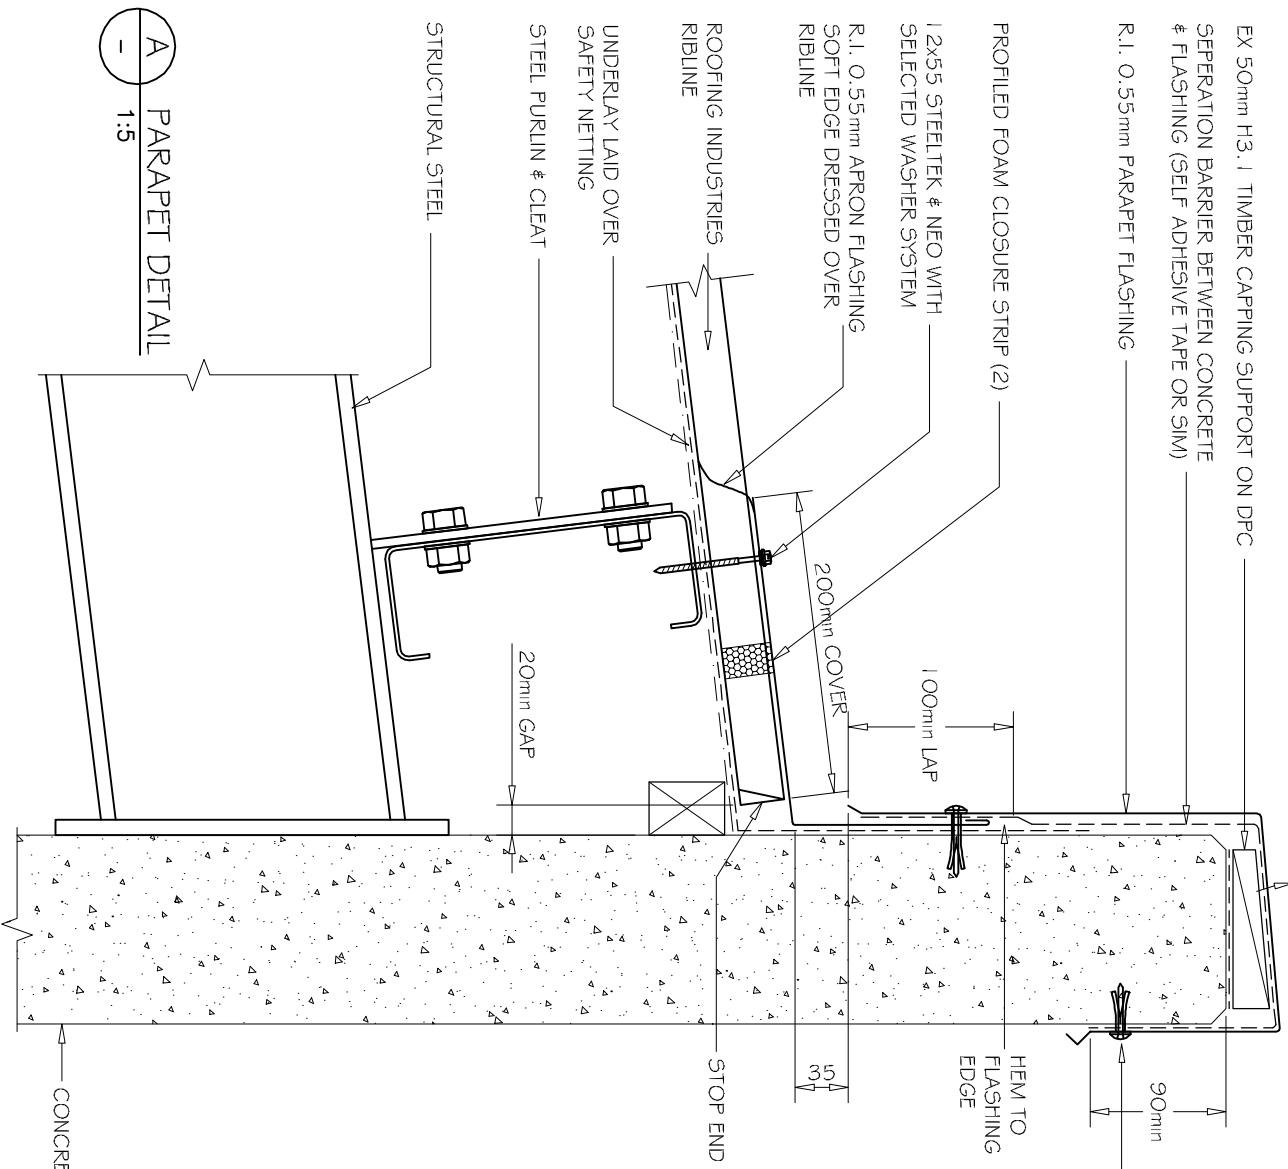 EX 50mm H3.1 TIMBER CAPPING SUPPORT ON DPC
SEPERATION BARRIER BETWEEN CONCRETE
& FLASHING (SELF ADHESIVE TAPE OR SIM)
R.I. 0.55mm PARAPET FLASHING
PROFILED FOAM CLOSURE STRIP (2)
12x55 STEELTEK & NEO WITH
SELECTED WASHER SYSTEM
R.I. 0.55mm APRON FLASHING
SOFT EDGE DRESSED OVER
RIBLINE
ROOFING INDUSTRIES
RIBLINE
UNDERLAY LAID OVER
SAFETY NETTING
STEEL PURLIN & CLEAT
STRUCTURAL STEEL
200min COVER
100min LAP
20min GAP
90min
HEM TO
FLASHING
EDGE
35
STOP END
CONCRE
A
-
PARAPET DETAIL
1:5